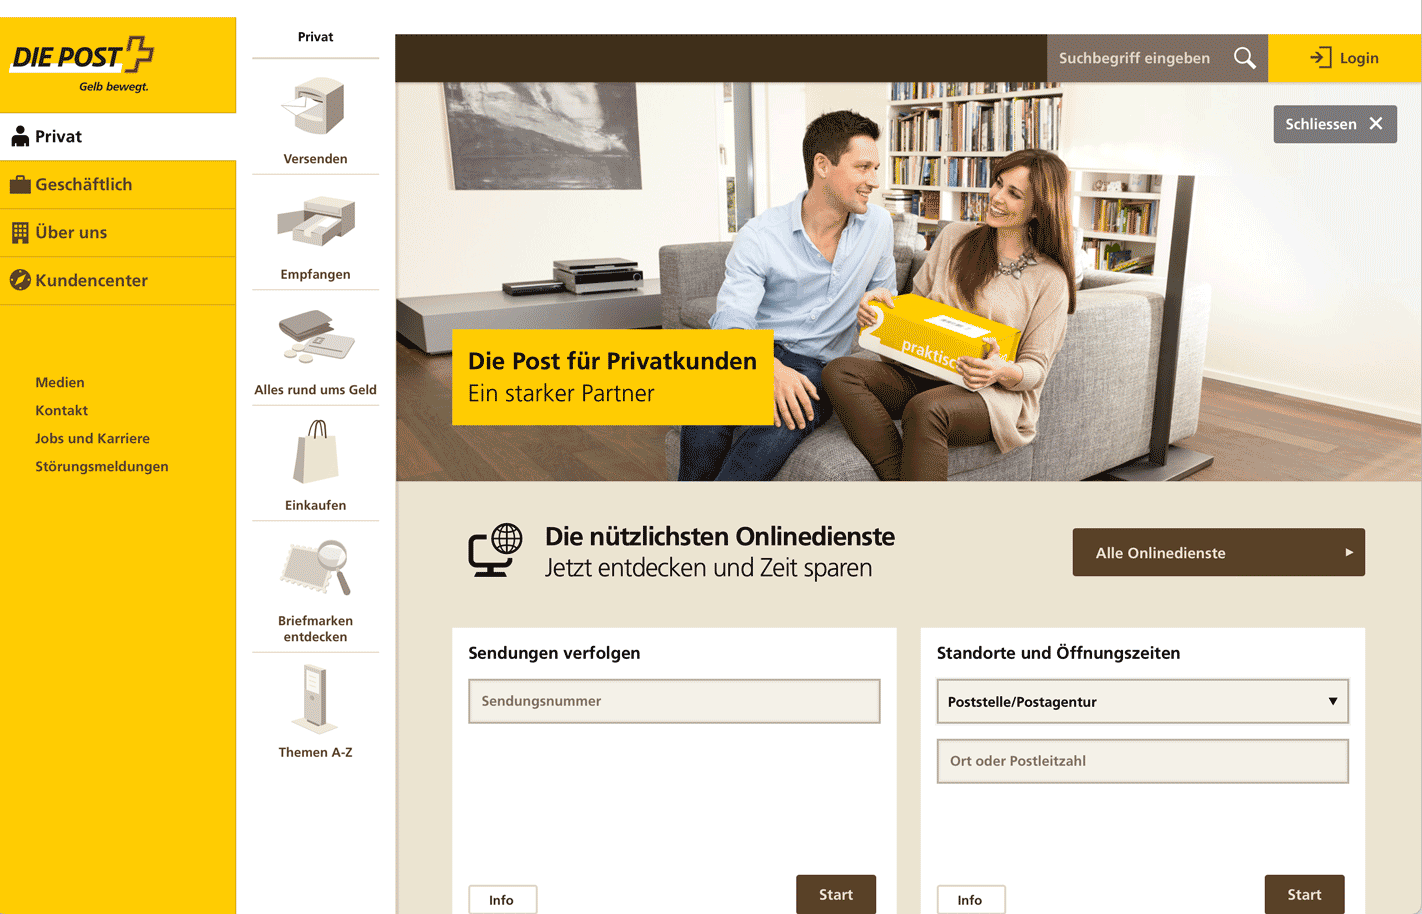 DIE POST
Gelb bewegt.
Privat
Geschäftlich
Über uns
Kundencenter
Medien
Kontakt
Jobs und Karriere
Störungsmeldungen
Privat
Versenden
Empfangen
Alles rund ums Geld
Einkaufen
Briefmarken
entdecken
Themen A-Z
Suchbegriff eingeben
Login
Schliessen
praktisc
Die Post für Privatkunden
Ein starker Partner
Die nützlichsten Onlinedienste
Jetzt entdecken und Zeit sparen
Alle Onlinedienste
Sendungen verfolgen
Sendungsnummer
Info
Start
Standorte und Öffnungszeiten
Poststelle/Postagentur
Ort oder Postleitzahl
Info
Start